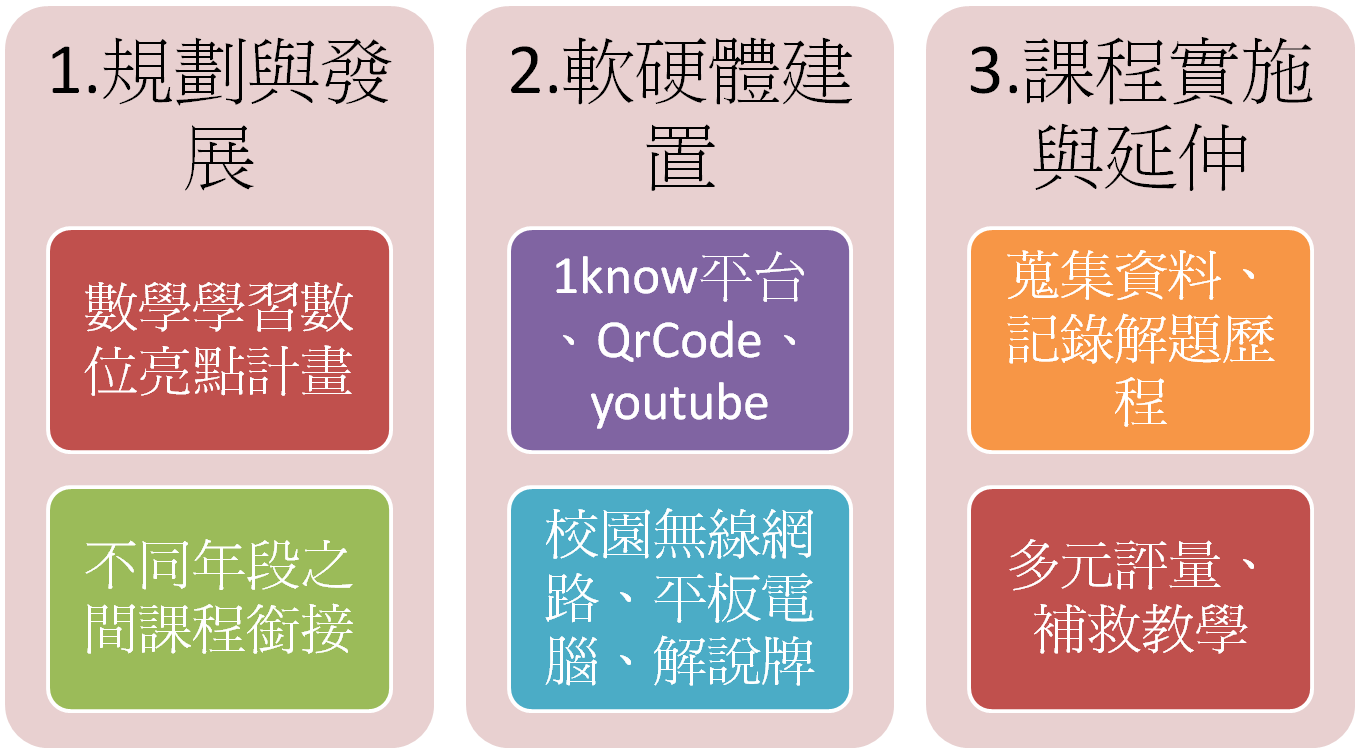 1.規劃與發
展
數學學習數
位亮點計畫
不同年段之
間課程銜接
2.軟硬體建
置
1know平台
、QrCode、
youtube
校園無線網
路、平板電
腦、解說牌
3.課程實施
與延伸
蒐集資料、
記錄解題歷
程
多元評量、
補救教學